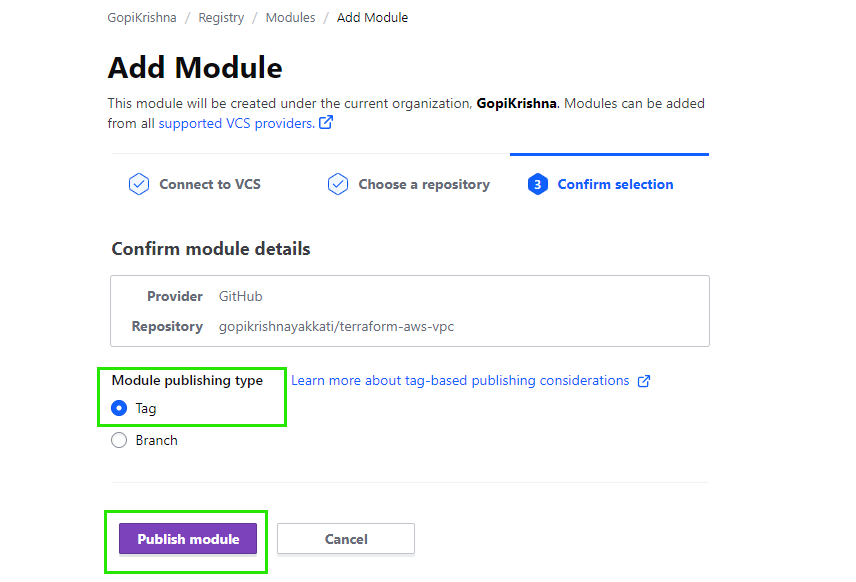 GopiKrishna / Registry / Modules / Add Module
Add Module
This module will be created under the current organization, GopiKrishna. Modules can be added
from all supported VCS providers.
Connect to VCS
Choose a repository
3 Confirm selection
Confirm module details
Provider GitHub
Repository gopikrishnayakkati/terraform-aws-vpc
Module publishing type Learn more about tag-based publishing considerations
Tag
Branch
Publish module Cancel